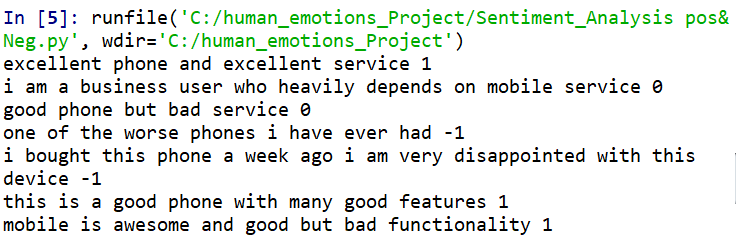 In [5]: runfile('C:/human_emotions_Project/Sentiment_Analysis pos&
Neg.py', wdir='C:/human_emotions_Project')
excellent phone and excellent service 1
i am a business user who heavily depends on mobile service 0
good phone but bad service 0
one of the worse phones i have ever had -1
i bought this phone a week ago i am very disappointed with this
device -1
this is a good phone with many good features 1
mobile is awesome and good but bad functionality 1